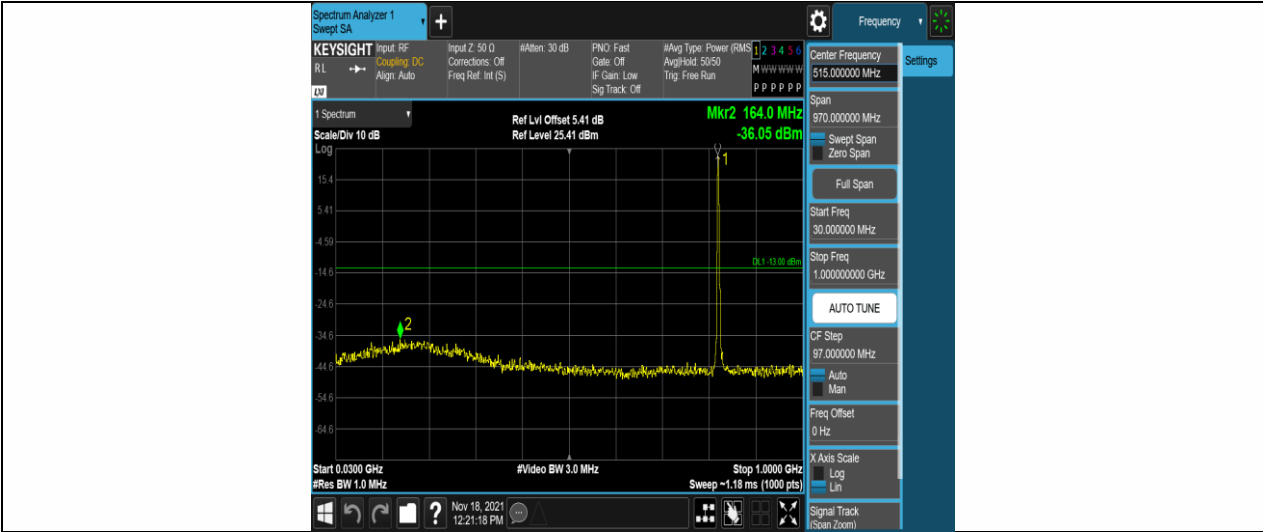 Spectrum Analyzer 1
Swept SA
+
Frequency
KEYSIGHT
RL
LXI
Input: RF
Coupling: DC
Align: Auto
Input Z: 50 Ω
Corrections: Off
Freq Ref: Int (S)
#Atten: 30 dB
PNO: Fast
Gate: Off
IF Gain: Low
Sig Track: Off
#Avg Type: Power (RMS
Avg|Hold: 50/50
Trig: Free Run
1 2 3 4 5 6
M W W W W W
P P P P P P
1 Spectrum
Scale/Div 10 dB
Ref Lvl Offset 5.41 dB
Ref Level 25.41 dBm
Mkr2 164.0 MHz
-36.05 dBm
Log
15.4
5.41
-4.59
-14.6
-24.6
-34.6
-44.6
-54.6
-64.6
1
DL1 -13.00 dBm
2
Start 0.0300 GHz
#Video BW 3.0 MHz
Stop 1.0000 GHz
#Res BW 1.0 MHz
Sweep ~1.18 ms (1000 pts)
Center Frequency
515.000000 MHz
Settings
Span
970.000000 MHz
Swept Span
Zero Span
Full Span
Start Freq
30.000000 MHz
Stop Freq
1.000000000 GHz
AUTO TUNE
CF Step
97.000000 MHz
Auto
Man
Freq Offset
0 Hz
X Axis Scale
Log
Lin
Signal Track
(Span Zoom)
?
Nov 18, 2021
12:21:18 PM